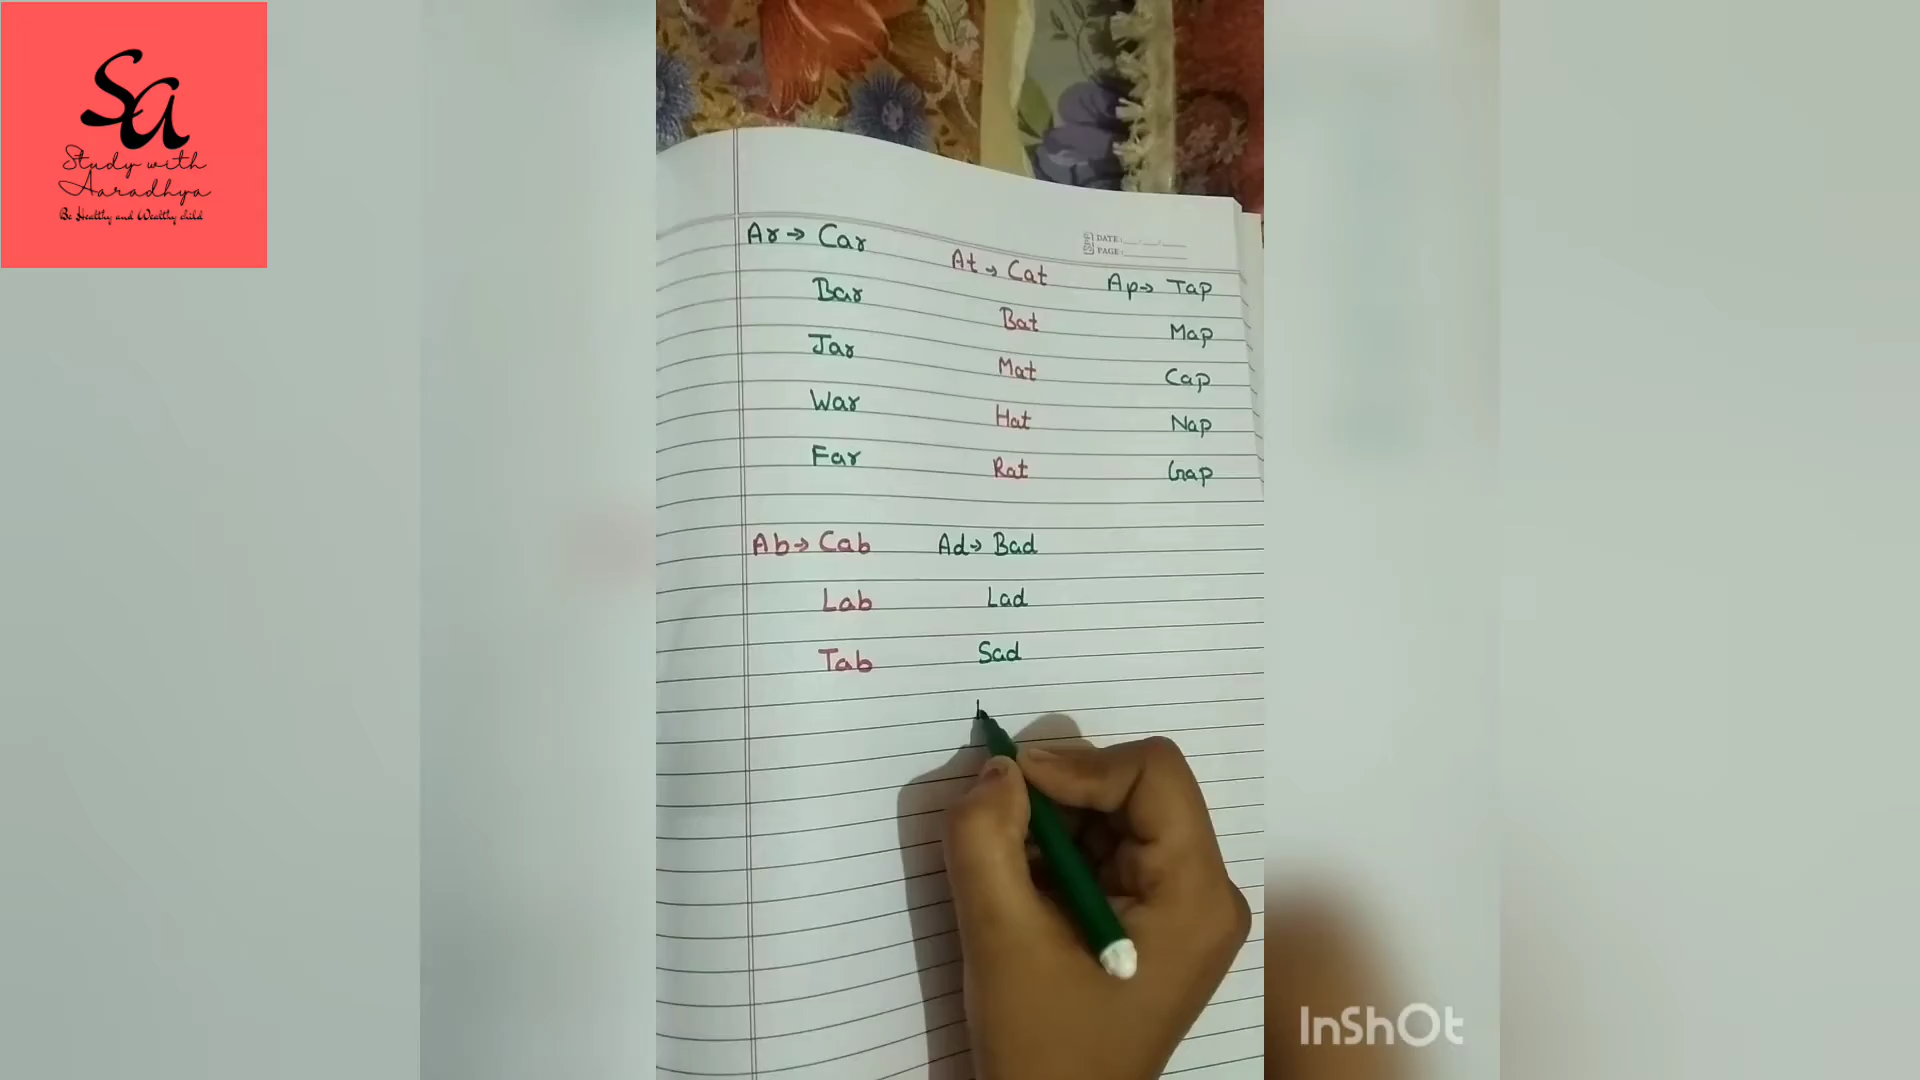 Sa
Study with
Aaradhya
Be Healthy and Wealthy child
DATE:
PAGE:
Ar→ Car
Bar
Jar
War
Far
At→ Cat
Bat
Mat
Hat
Rat
Ap→ Tap
Map
Cap
Nap
Gap
Ab→ Cab
Lab
Tab
Ad→ Bad
Lad
Sad
InShOt